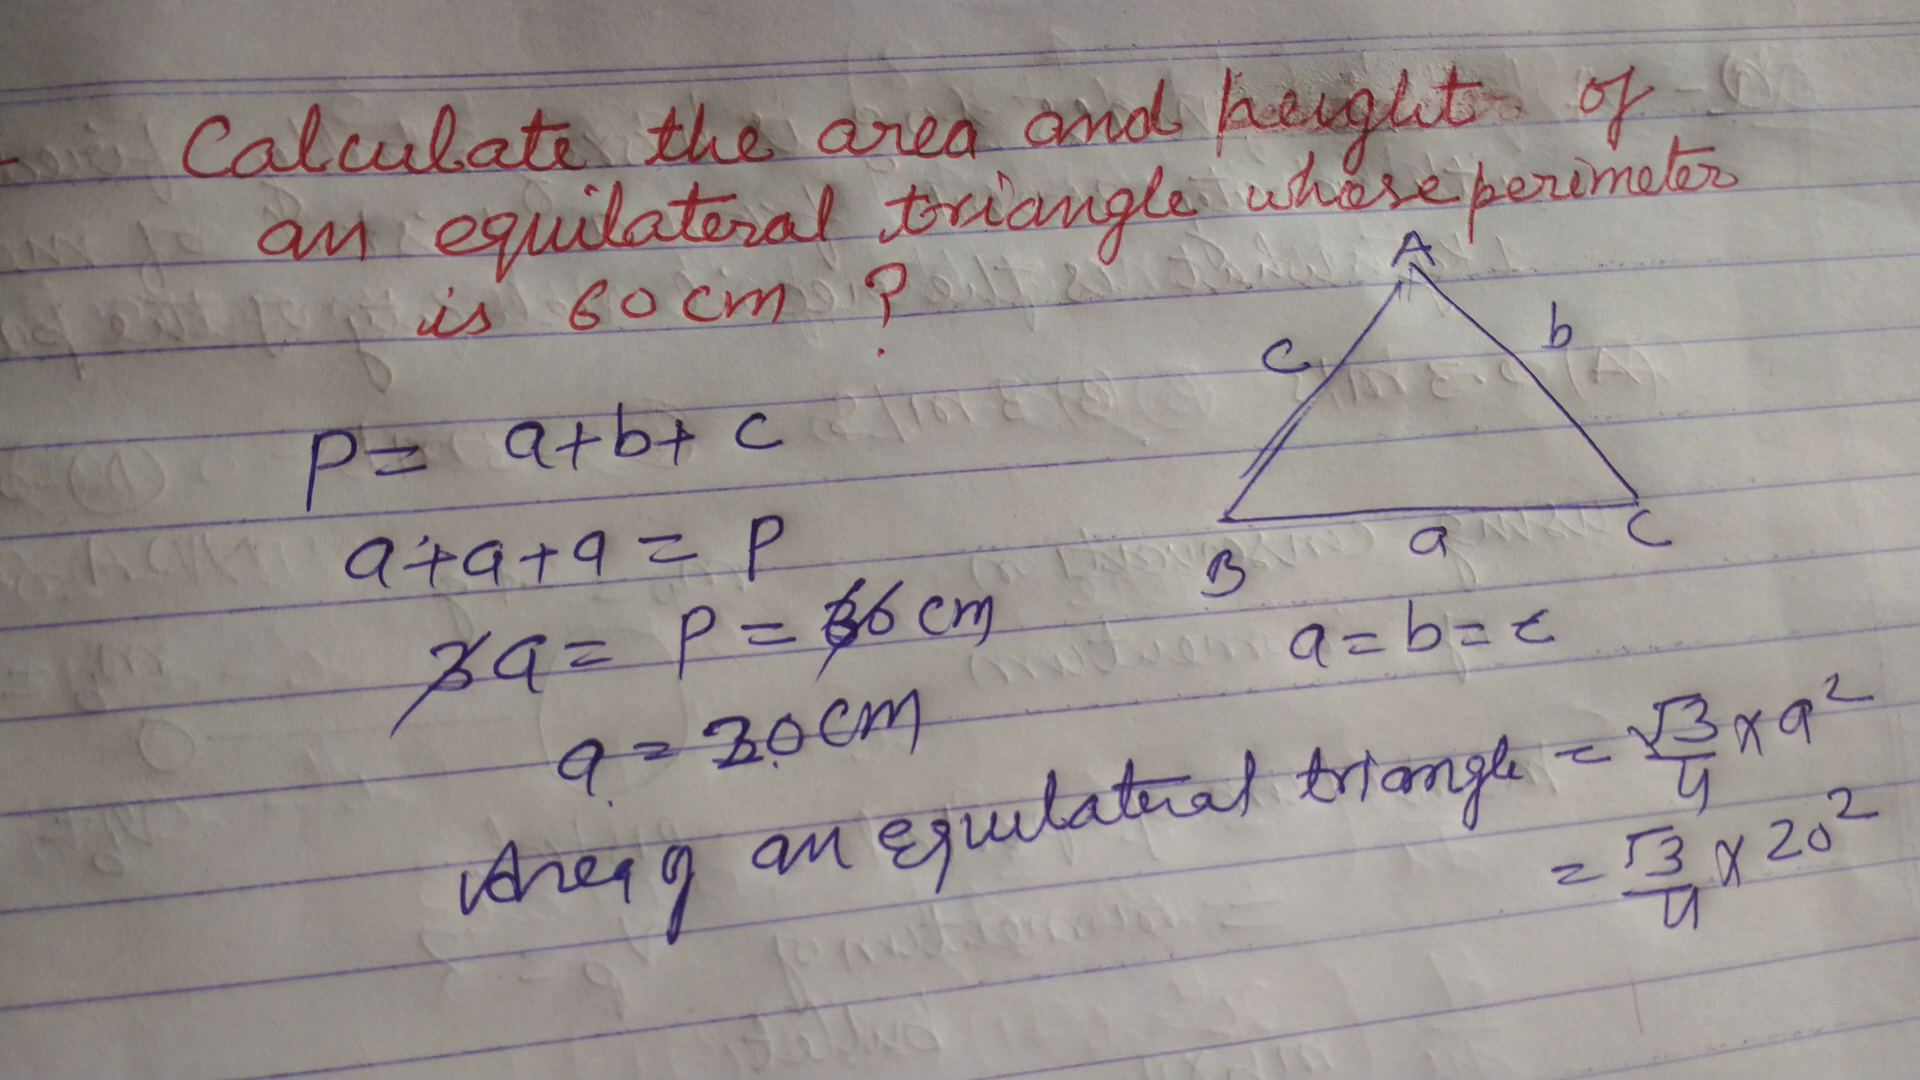 Calculate the area and height of
an equilateral triangle whose perimeter
is 60 cm ?
A
c
b
B
a
C
a = b = c
P = a + b + c
a + a + a = P
3a = P = 60 cm
a = 20 cm
Area of an equilateral triangle = √3/4 × a²
= √3/4 × 20²